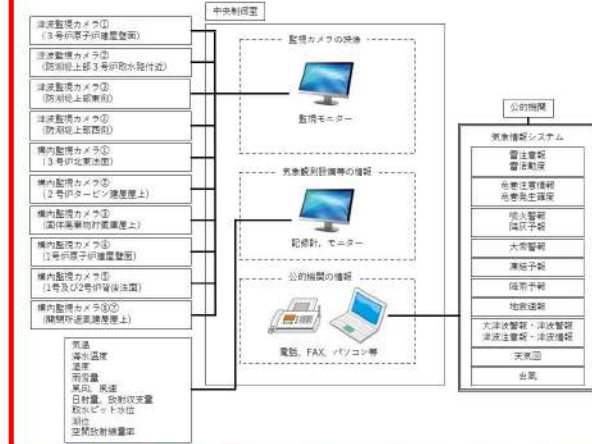 中央制御室
津波監視カメラ①
(3号炉原子炉建屋壁面)
津波監視カメラ②
(防潮堤上部3号炉取水路付近)
津波監視カメラ③
(防潮堤上部東側)
津波監視カメラ④
(防潮堤上部西側)
構内監視カメラ①
(3号炉北東法面)
構内監視カメラ②
(2号炉タービン建屋屋上)
構内監視カメラ③
(固体廃棄物貯蔵庫屋上)
構内監視カメラ④
(1号炉原子炉建屋壁面)
構内監視カメラ⑤
(1号及び2号炉背後法面)
構内監視カメラ⑥⑦
(開閉所遮風建屋屋上)
気温
海水温度
湿度
雨雪量
風向、風速
日射量、放射収支量
取水ピット水位
潮位
空間放射線量率
監視カメラの映像
監視モニター
気象観測設備等の情報
記録計、モニター
公的機関の情報
電話、FAX、パソコン等
公的機関
気象情報システム
雷注意報
雷活動度
竜巻注意情報
竜巻発生確度
噴火警報
降灰予報
大雨警報
凍結予報
降雨予報
地震速報
大津波警報・津波警報
津波注意報・津波情報
天気図
台風